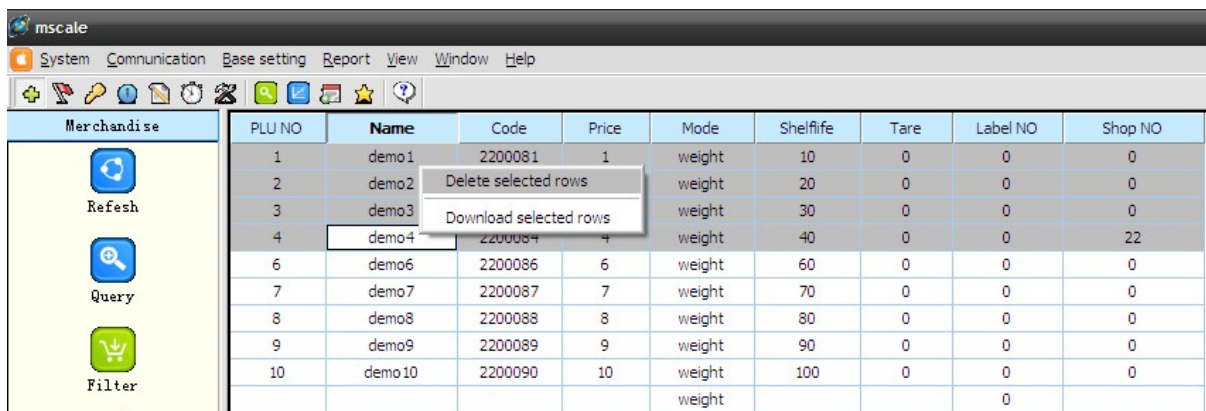 mscale
System Comnunication Base setting Report View Window Help
Merchandise PLU NO Name Code Price Mode Shelflife Tare Label NO Shop NO
1 demo1 2200081 1 weight 10 0 0 0
2 demo2 Delete selected rows weight 20 0 0 0
Refesh 3 demo3 Download selected rows weight 30 0 0 0
4 demo4 2200084 4 weight 40 0 0 22
6 demo6 2200086 6 weight 60 0 0 0
Query 7 demo7 2200087 7 weight 70 0 0 0
8 demo8 2200088 8 weight 80 0 0 0
9 demo9 2200089 9 weight 90 0 0 0
Filter 10 demo10 2200090 10 weight 100 0 0 0
weight 0